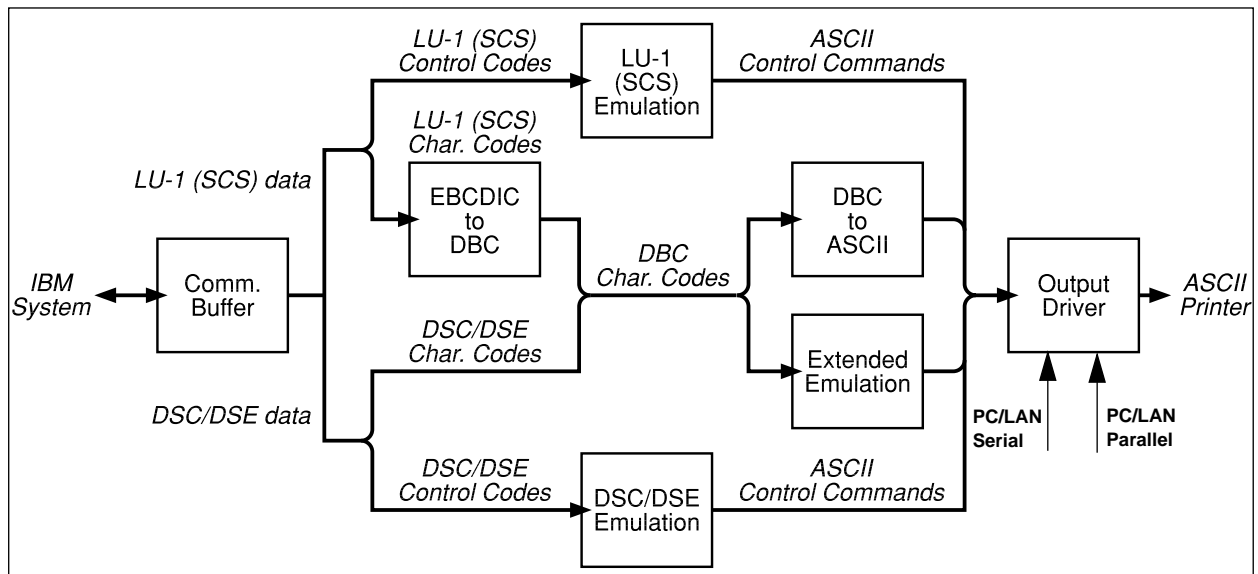 LU-1 (SCS)
Control Codes
LU-1
(SCS)
Emulation
ASCII
Control Commands
LU-1 (SCS)
Char. Codes
LU-1 (SCS) data
EBCDIC
to
DBC
DBC
to
ASCII
IBM
System
Comm.
Buffer
DBC
Char. Codes
Output
Driver
ASCII
Printer
DSC/DSE
Char. Codes
Extended
Emulation
DSC/DSE data
PC/LAN
Serial
PC/LAN
Parallel
DSC/DSE
Control Codes
DSC/DSE
Emulation
ASCII
Control Commands